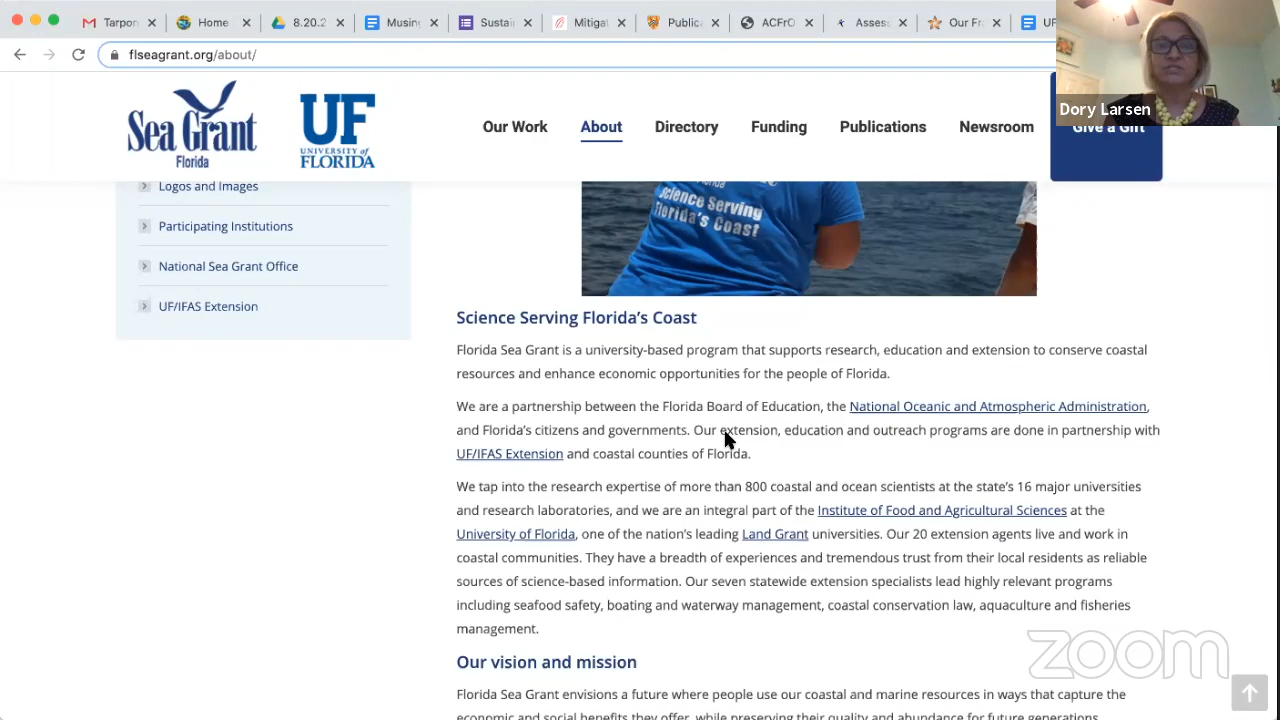 Tarpon
Home
8.20.2
Musing
Sustain
Mitigat
Publica
ACFrO
Assess
Our Fra
UF
flseagrant.org/about/
Dory Larsen
Sea Grant
Florida
UF
UNIVERSITY of
FLORIDA
Our Work
About
Directory
Funding
Publications
Newsroom
Give a Gift
Logos and Images
Participating Institutions
National Sea Grant Office
UF/IFAS Extension
Science Serving
Florida's Coast
Science Serving Florida's Coast
Florida Sea Grant is a university-based program that supports research, education and extension to conserve coastal
resources and enhance economic opportunities for the people of Florida.
We are a partnership between the Florida Board of Education, the National Oceanic and Atmospheric Administration,
and Florida's citizens and governments. Our extension, education and outreach programs are done in partnership with
UF/IFAS Extension and coastal counties of Florida.
We tap into the research expertise of more than 800 coastal and ocean scientists at the state's 16 major universities
and research laboratories, and we are an integral part of the Institute of Food and Agricultural Sciences at the
University of Florida, one of the nation's leading Land Grant universities. Our 20 extension agents live and work in
coastal communities. They have a breadth of experiences and tremendous trust from their local residents as reliable
sources of science-based information. Our seven statewide extension specialists lead highly relevant programs
including seafood safety, boating and waterway management, coastal conservation law, aquaculture and fisheries
management.
zoom
Our vision and mission
Florida Sea Grant envisions a future where people use our coastal and marine resources in ways that capture the
economic and social benefits they offer, while preserving their quality and abundance for future generations.